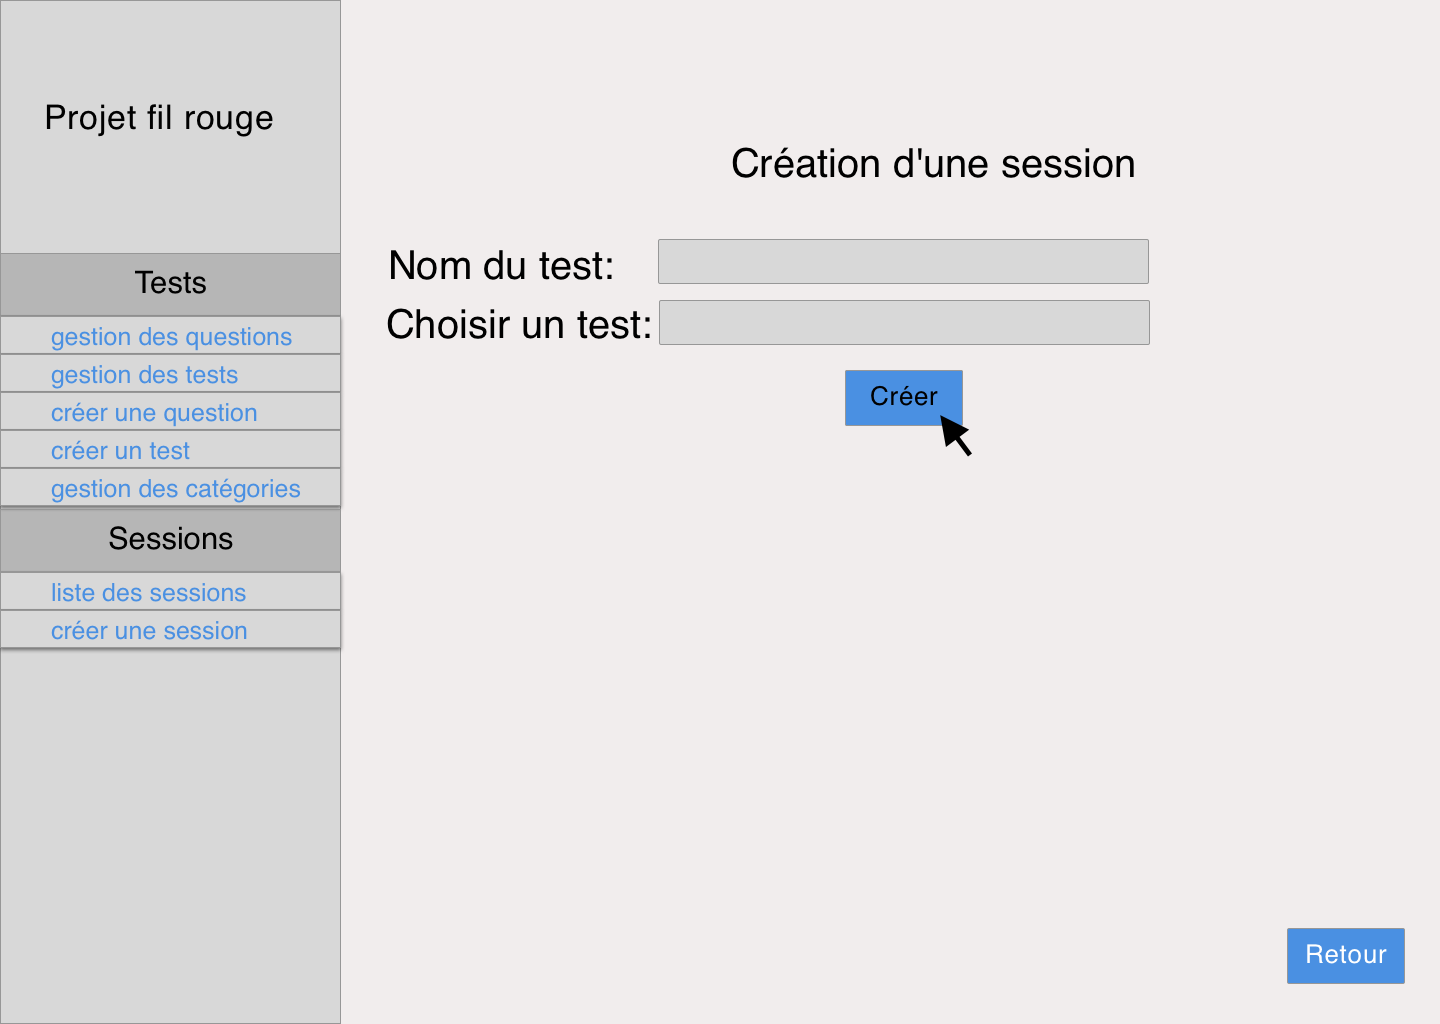 Projet fil rouge
Tests
gestion des questions
gestion des tests
créer une question
créer un test
gestion des catégories
Sessions
liste des sessions
créer une session
Création d'une session
Nom du test:
Choisir un test:
Créer
Retour